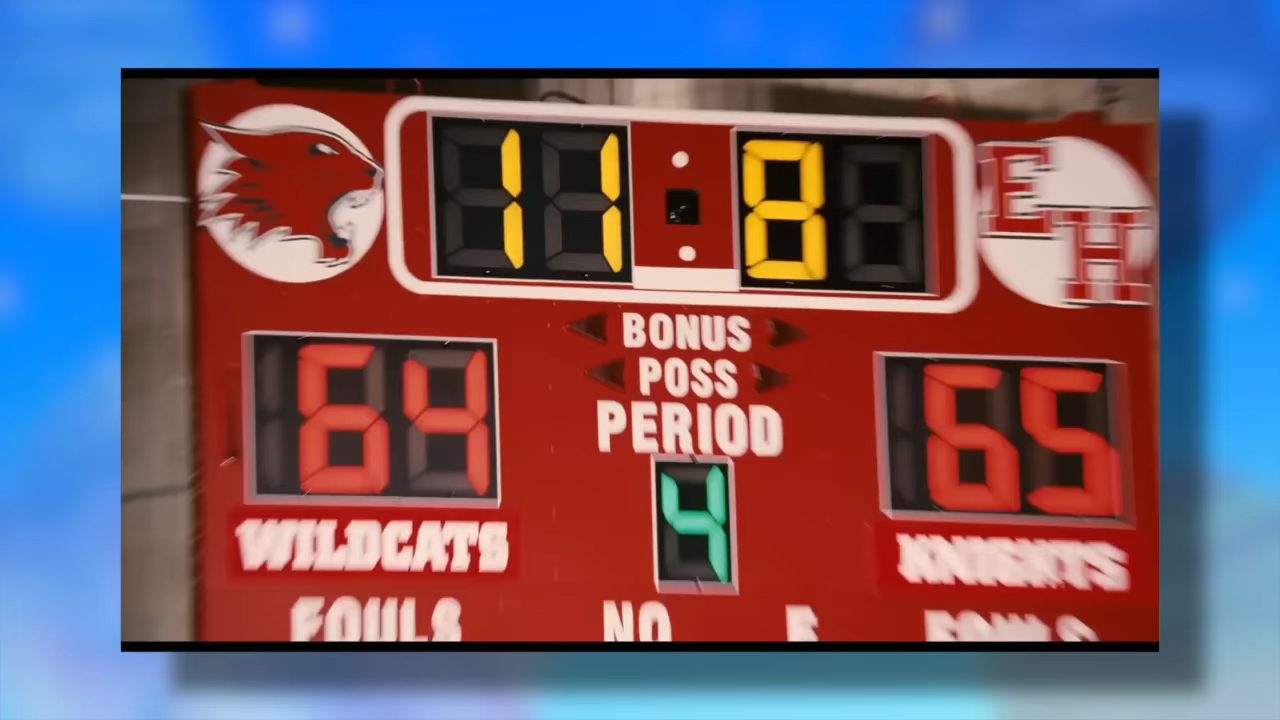 11 8
E
H
BONUS
POSS
PERIOD
64 4 65
WILDCATS KNIGHTS
FOULS NO